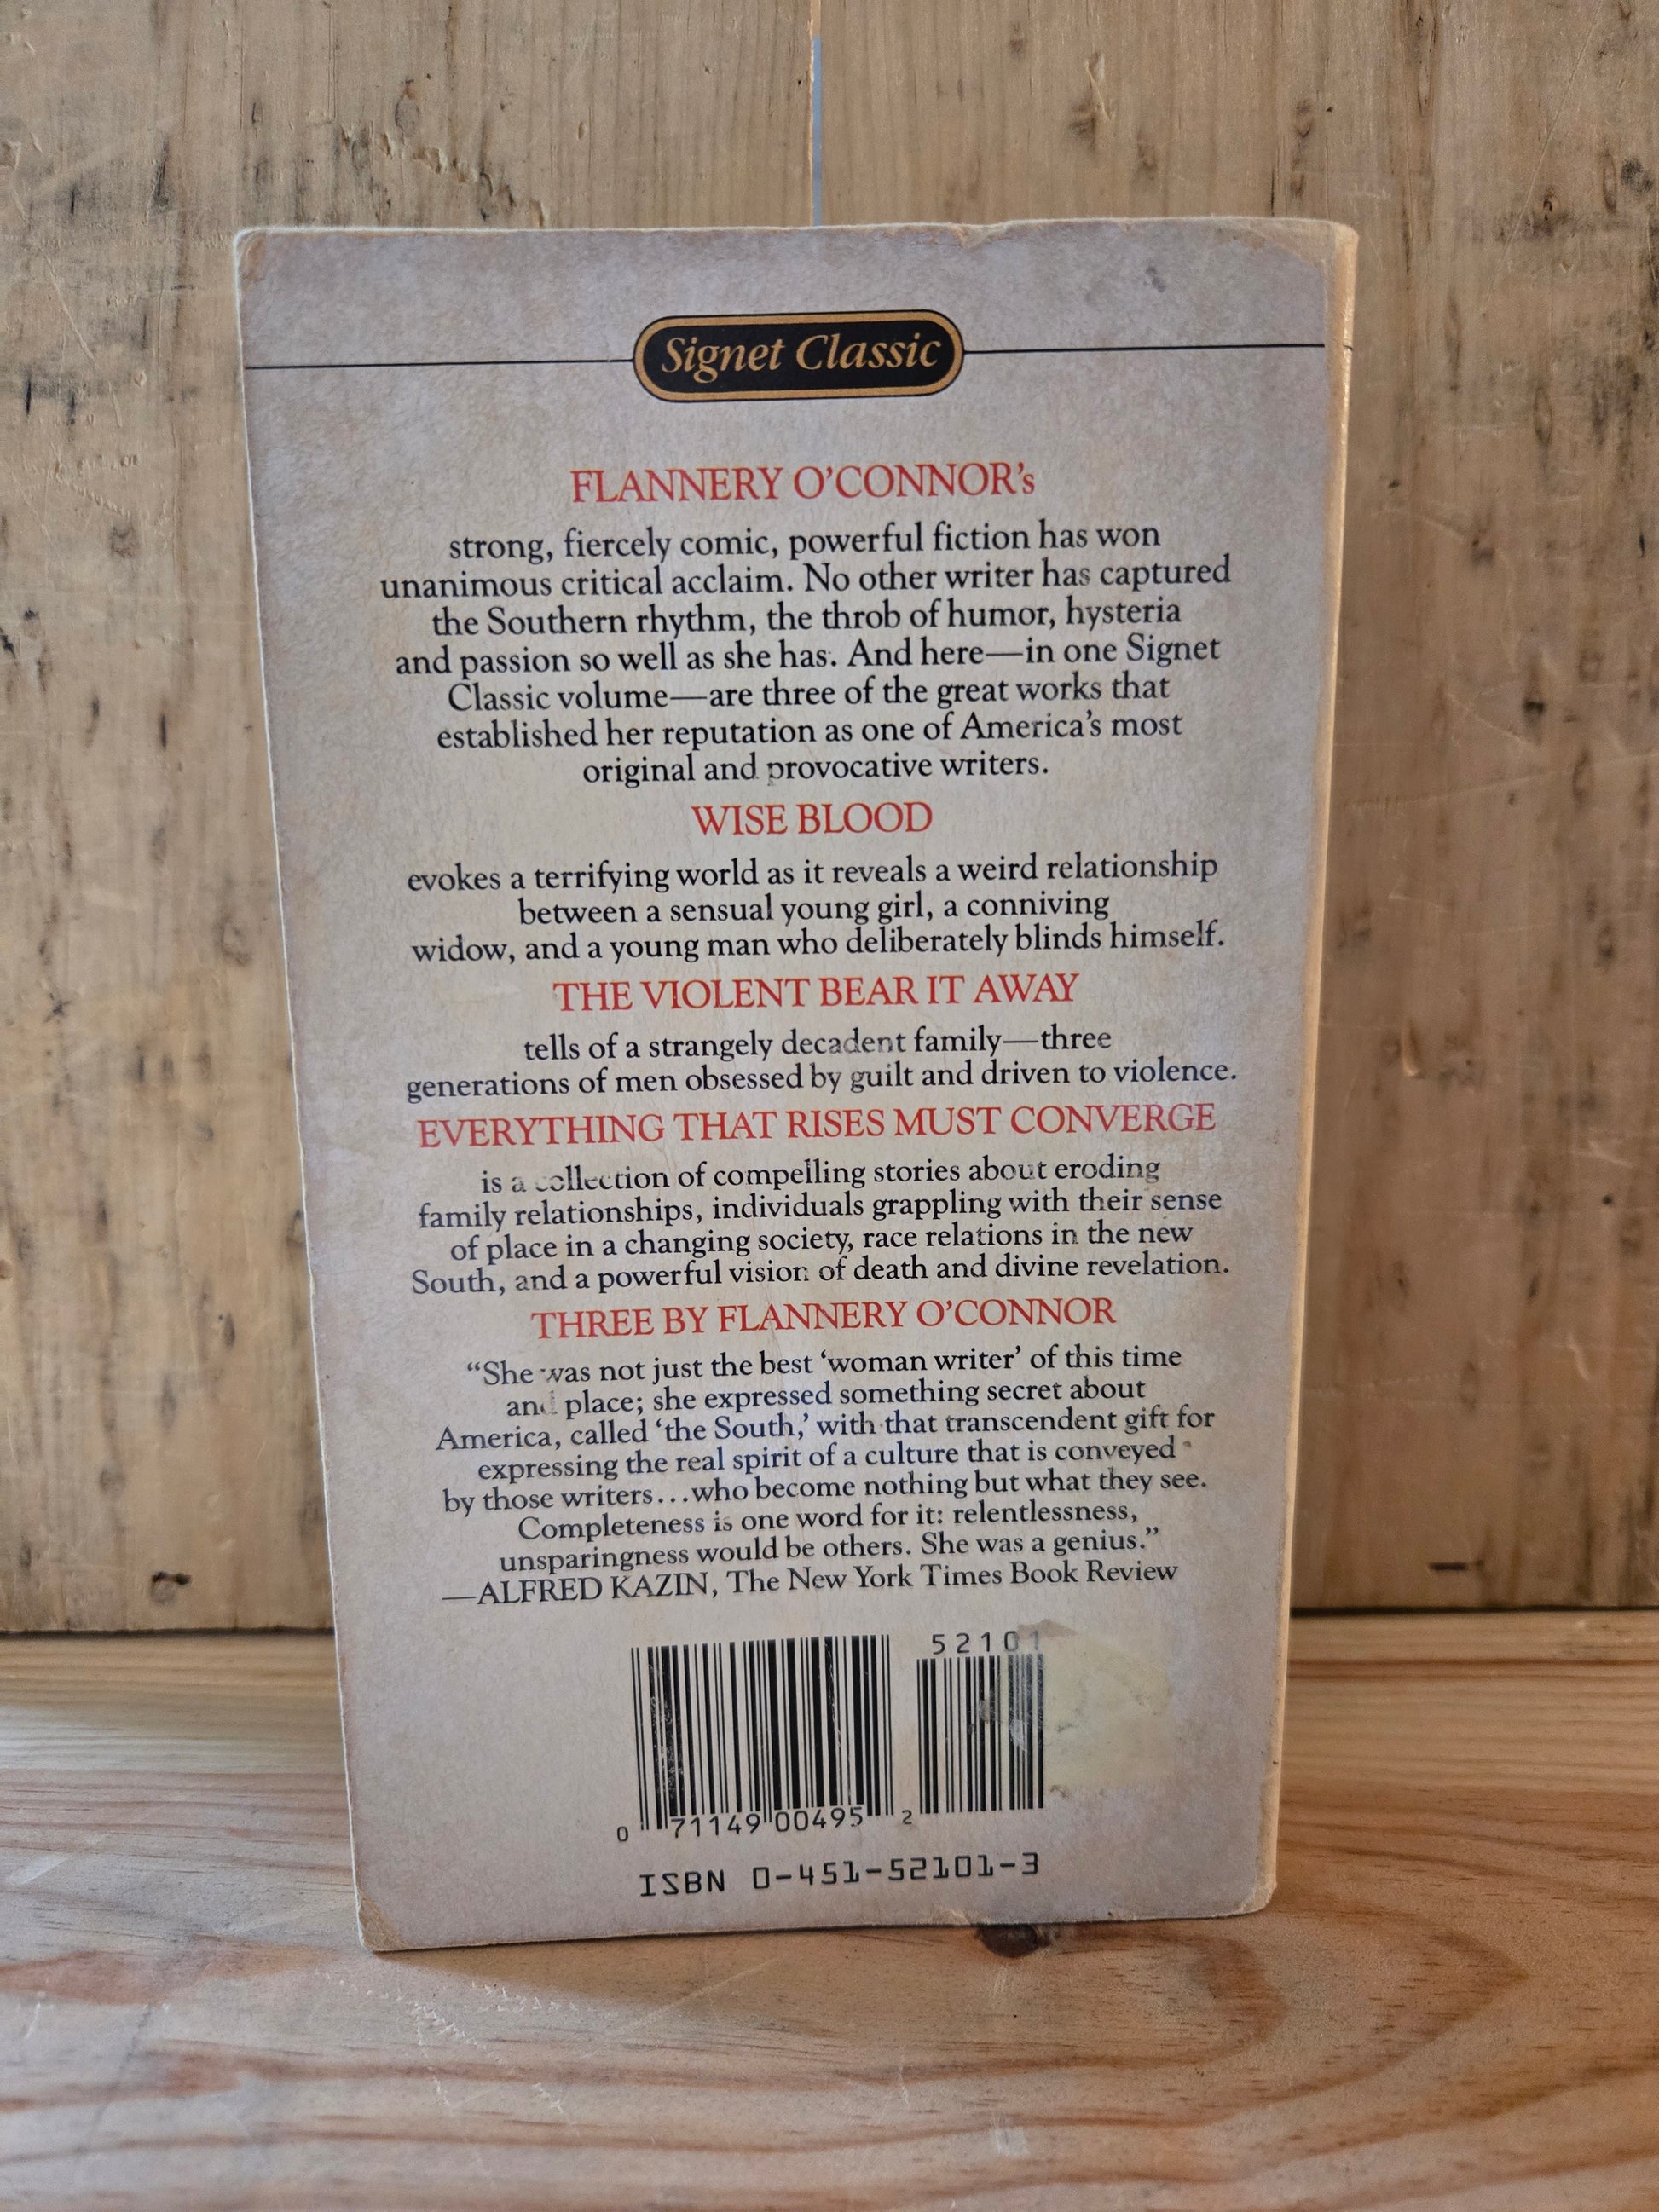 Signet Classic
FLANNERY O'CONNOR's
strong, fiercely comic, powerful fiction has won
unanimous critical acclaim. No other writer has captured
the Southern rhythm, the throb of humor, hysteria
and passion so well as she has. And here—in one Signet
Classic volume—are three of the great works that
established her reputation as one of America's most
original and provocative writers.
WISE BLOOD
evokes a terrifying world as it reveals a weird relationship
between a sensual young girl, a conniving
widow, and a young man who deliberately blinds himself.
THE VIOLENT BEAR IT AWAY
tells of a strangely decadent family—three
generations of men obsessed by guilt and driven to violence.
EVERYTHING THAT RISES MUST CONVERGE
is a collection of compelling stories about eroding
family relationships, individuals grappling with their sense
of place in a changing society, race relations in the new
South, and a powerful vision of death and divine revelation.
THREE BY FLANNERY O'CONNOR
“She was not just the best ‘woman writer’ of this time
and place; she expressed something secret about
America, called ‘the South,’ with that transcendent gift for
expressing the real spirit of a culture that is conveyed
by those writers...who become nothing but what they see.
Completeness is one word for it: relentlessness,
unsparingness would be others. She was a genius.”
—ALFRED KAZIN, The New York Times Book Review
52101
0 71149 00495 2
ISBN 0-451-52101-3